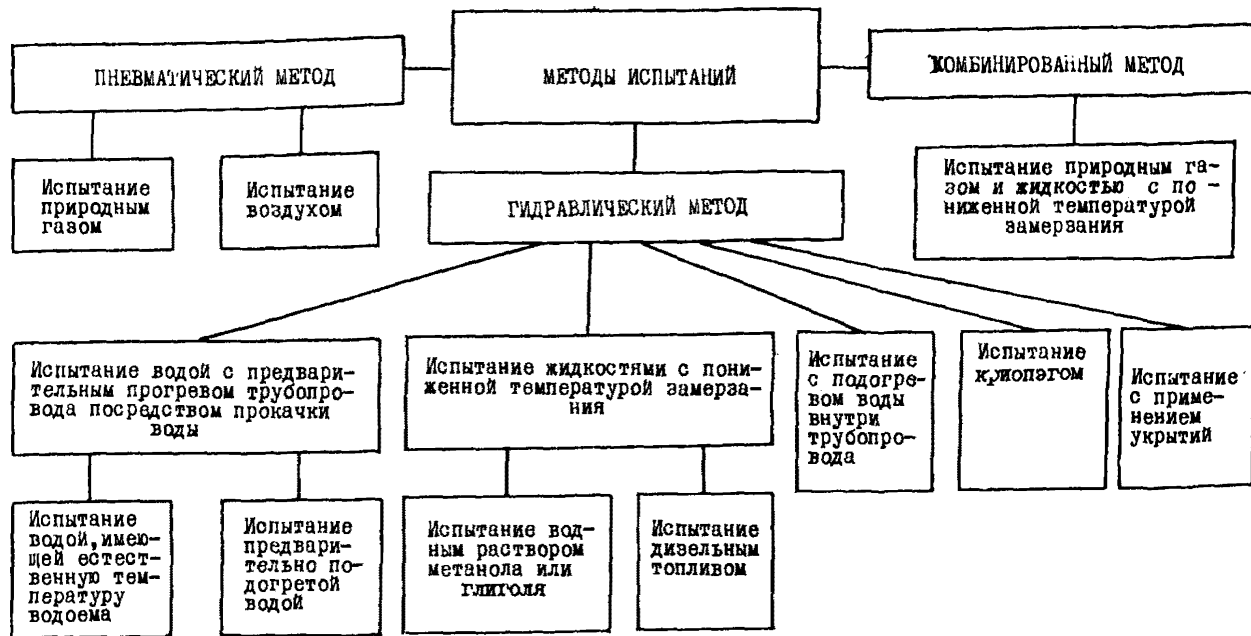 ПНЕВМАТИЧЕСКИЙ МЕТОД
МЕТОДЫ ИСПЫТАНИЙ
КОМБИНИРОВАННЫЙ МЕТОД
Испытание
природным
газом
Испытание
воздухом
ГИДРАВЛИЧЕСКИЙ МЕТОД
Испытание природным га-
зом и жидкостью с по -
ниженной температурой
замерзания
Испытание водой с предвари-
тельным прогревом трубопро-
вода посредством прокачки
воды
Испытание жидкостями с пони-
женной температурой замерза-
ния
Испытание
с подогре-
вом воды
внутри
трубопро-
вода
Испытание
криопэгом
Испытание
с приме-
нением
укрытий
Испытание
водой, имею-
щей естест-
венную тем-
пературу
водоема
Испытание
предвари-
тельно по-
догретой
водой
Испытание вод-
ным раствором
метанола или
глиголя
Испытание
дизельным
топливом